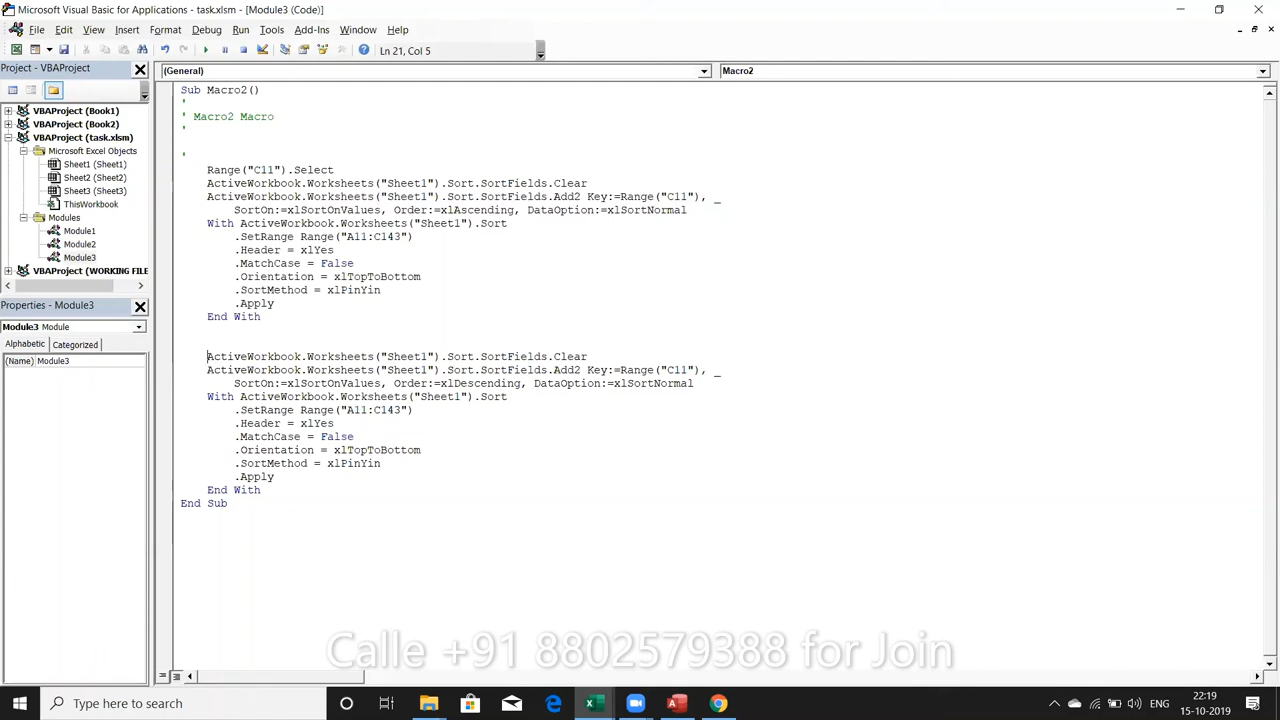 Microsoft Visual Basic for Applications - task.xlsm - [Module3 (Code)]
File Edit View Insert Format Debug Run Tools Add-Ins Window Help
Ln 21, Col 5
Project - VBAProject
(General)
Macro2
VBAProject (Book1)
VBAProject (Book2)
VBAProject (task.xlsm)
Microsoft Excel Objects
Sheet1 (Sheet1)
Sheet2 (Sheet2)
Sheet3 (Sheet3)
ThisWorkbook
Modules
Module1
Module2
Module3
VBAProject (WORKING FILE
Properties - Module3
Module3 Module
Alphabetic Categorized
(Name) Module3
Sub Macro2()
'
' Macro2 Macro
'
'
Range("C11").Select
ActiveWorkbook.Worksheets("Sheet1").Sort.SortFields.Clear
ActiveWorkbook.Worksheets("Sheet1").Sort.SortFields.Add2 Key:=Range("C11"), _
SortOn:=xlSortOnValues, Order:=xlAscending, DataOption:=xlSortNormal
With ActiveWorkbook.Worksheets("Sheet1").Sort
.SetRange Range("A11:C143")
.Header = xlYes
.MatchCase = False
.Orientation = xlTopToBottom
.SortMethod = xlPinYin
.Apply
End With
ActiveWorkbook.Worksheets("Sheet1").Sort.SortFields.Clear
ActiveWorkbook.Worksheets("Sheet1").Sort.SortFields.Add2 Key:=Range("C11"), _
SortOn:=xlSortOnValues, Order:=xlDescending, DataOption:=xlSortNormal
With ActiveWorkbook.Worksheets("Sheet1").Sort
.SetRange Range("A11:C143")
.Header = xlYes
.MatchCase = False
.Orientation = xlTopToBottom
.SortMethod = xlPinYin
.Apply
End With
End Sub
Calle +91 8802579388 for Join
Type here to search
ENG
22:19
15-10-2019